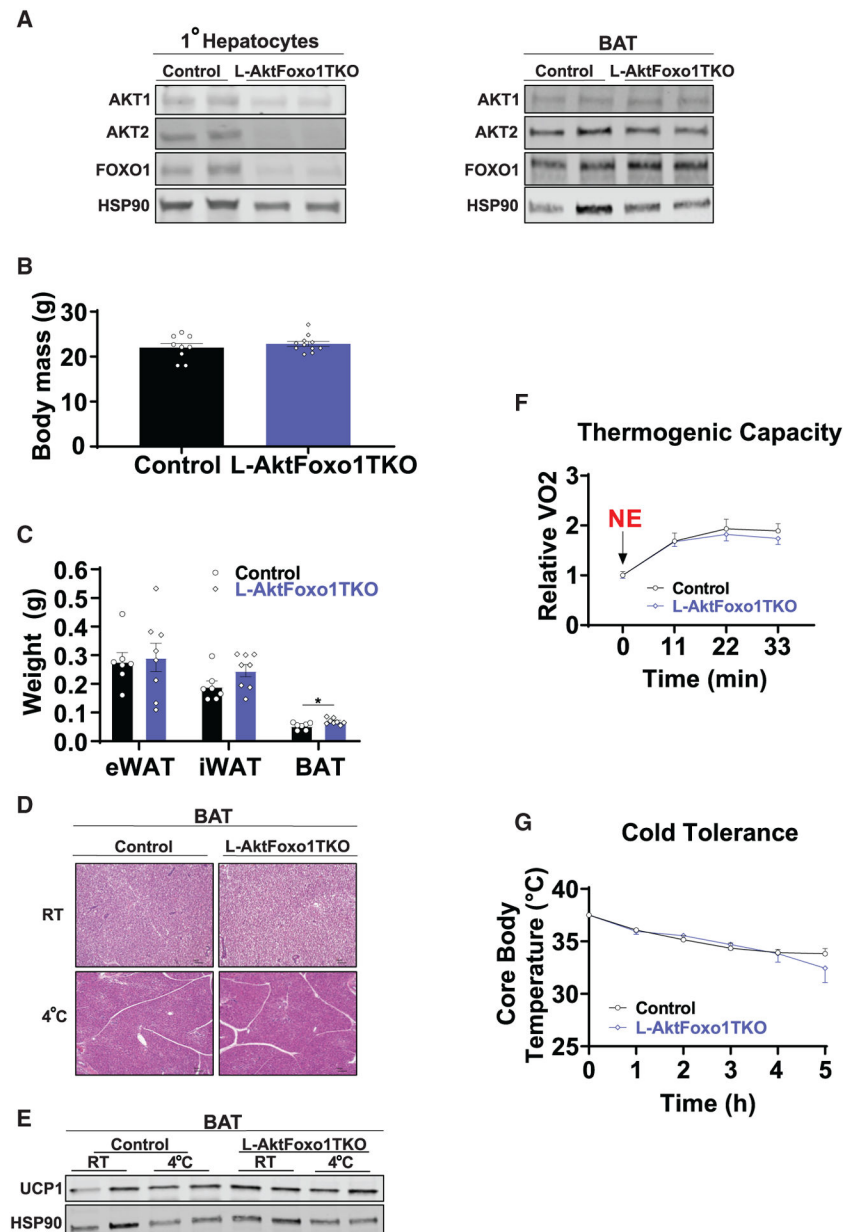 A
1° Hepatocytes
Control L-AktFoxo1TKO
AKT1
AKT2
FOXO1
HSP90
BAT
Control L-AktFoxo1TKO
AKT1
AKT2
FOXO1
HSP90
B
Body mass (g)
30
20
10
0
Control L-AktFoxo1TKO
C
Weight (g)
0.6
0.5
0.4
0.3
0.2
0.1
0.0
Control
L-AktFoxo1TKO
*
eWAT iWAT BAT
D
BAT
Control L-AktFoxo1TKO
RT
4°C
E
BAT
Control L-AktFoxo1TKO
RT 4°C RT 4°C
UCP1
HSP90
F
Thermogenic Capacity
Relative VO2
3
2
1
0
NE
Control
L-AktFoxo1TKO
0 11 22 33
Time (min)
G
Cold Tolerance
Core Body
Temperature (°C)
40
35
30
25
Control
L-AktFoxo1TKO
0 1 2 3 4 5
Time (h)